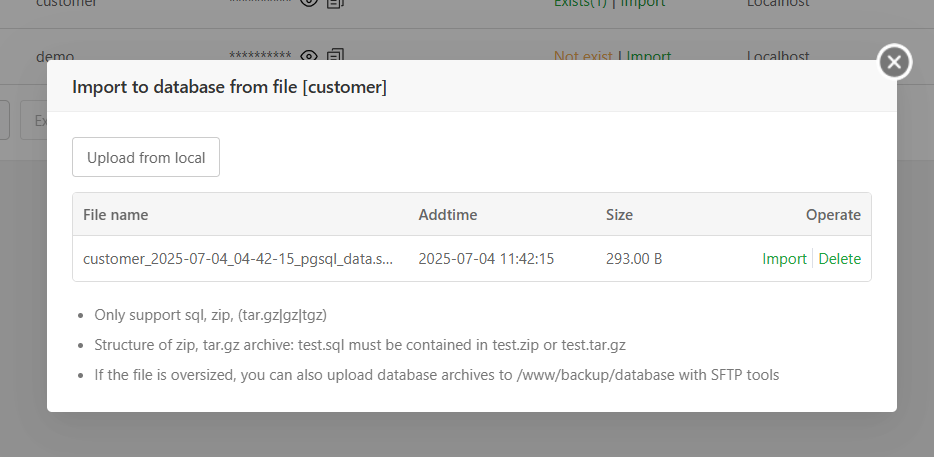 customer ********** Exists(1) | Import Localhost
demo ********** Not exist | Import Localhost
Import to database from file [customer]
Ex
Upload from local
File name Addtime Size Operate
customer_2025-07-04_04-42-15_pgsql_data.s... 2025-07-04 11:42:15 293.00 B Import | Delete
• Only support sql, zip, (tar.gz|gz|tgz)
• Structure of zip, tar.gz archive: test.sql must be contained in test.zip or test.tar.gz
• If the file is oversized, you can also upload database archives to /www/backup/database with SFTP tools